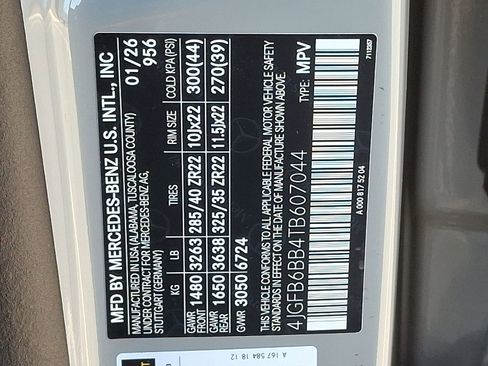 MFD BY MERCEDES-BENZ U.S. INTL., INC
MANUFACTURED IN USA(ALABAMA, TUSCALOOSA COUNTY)
MANUFACTURED FOR MERCEDES-BENZ AG,
STUTTGART (GERMANY)
01/26
956
KG LB TIRES RIM SIZE COLD KPA(PSI)
GAWR FRONT 1480 3263 285/40 ZR22 10Jx22 300(44)
GAWR REAR 1650 3638 325/35 ZR22 11.5Jx22 270(39)
GVWR 3050 6724
THIS VEHICLE CONFORMS TO ALL APPLICABLE FEDERAL MOTOR VEHICLE SAFETY
STANDARDS IN EFFECT ON THE DATE OF MANUFACTURE SHOWN ABOVE.
4JGFB6BB4TB607044
TYPE: MPV
A 000 817 52 04
7112357
A 167 584 18 12